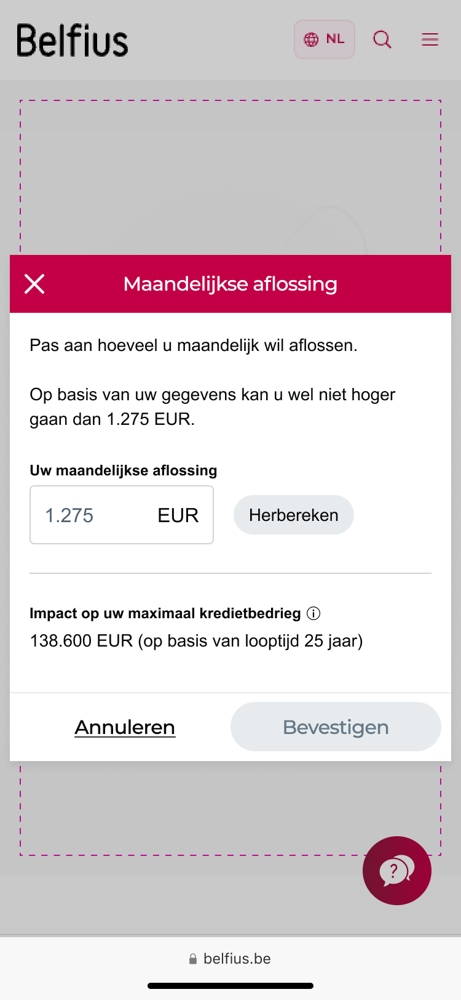 Belfius
NL
Maandelijkse aflossing
Pas aan hoeveel u maandelijk wil aflossen.
Op basis van uw gegevens kan u wel niet hoger
gaan dan 1.275 EUR.
Uw maandelijkse aflossing
1.275 EUR
Herbereken
Impact op uw maximaal kredietbedrieg
138.600 EUR (op basis van looptijd 25 jaar)
Annuleren
Bevestigen
?
belfius.be